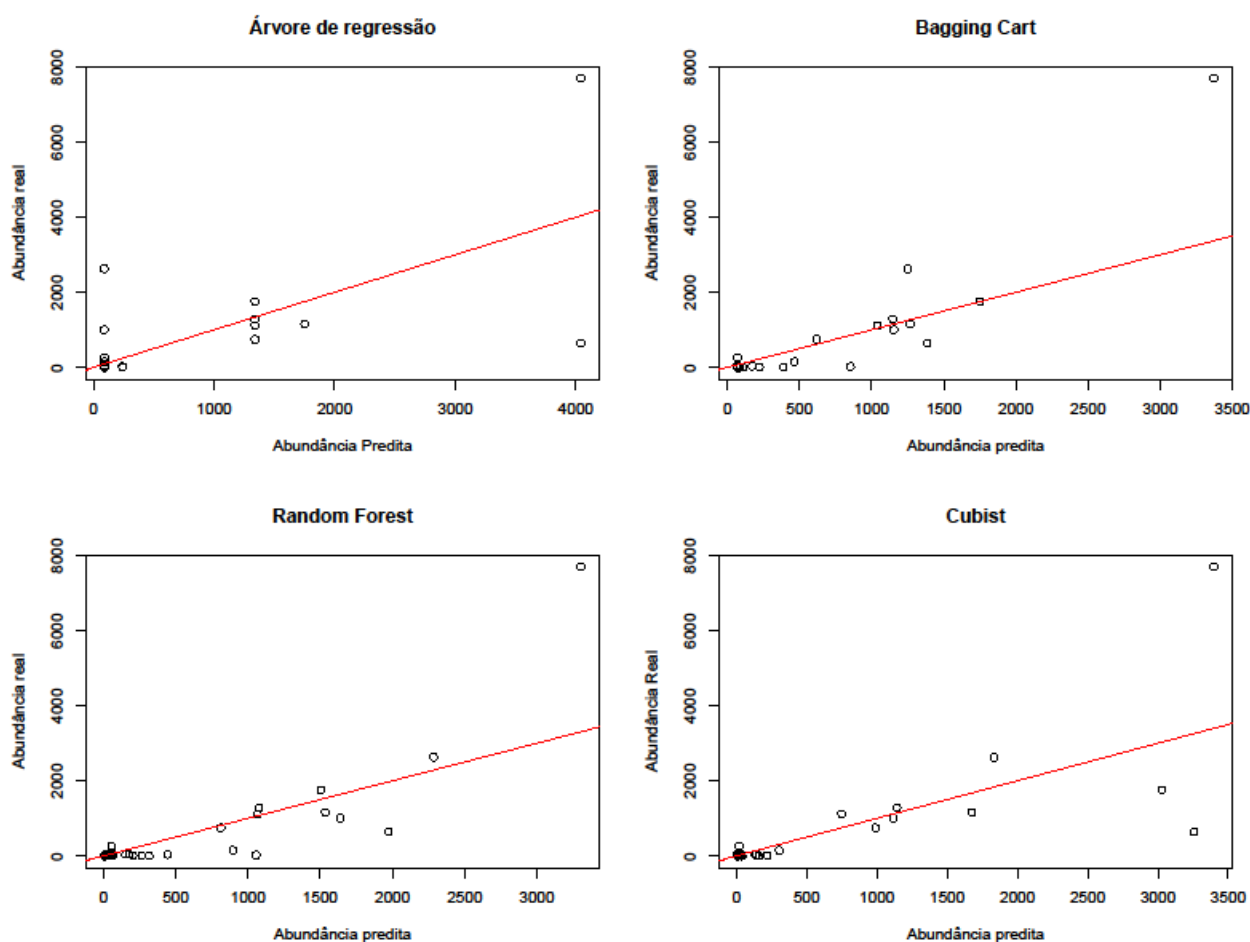 Árvore de regressão
Abundância real
8000
6000
4000
2000
0
0 1000 2000 3000 4000
Abundância Predita
Bagging Cart
Abundância real
8000
6000
4000
2000
0
0 500 1000 1500 2000 2500 3000 3500
Abundância predita
Random Forest
Abundância real
8000
6000
4000
2000
0
0 500 1000 1500 2000 2500 3000
Abundância predita
Cubist
Abundância Real
8000
6000
4000
2000
0
0 500 1000 1500 2000 2500 3000 3500
Abundância predita